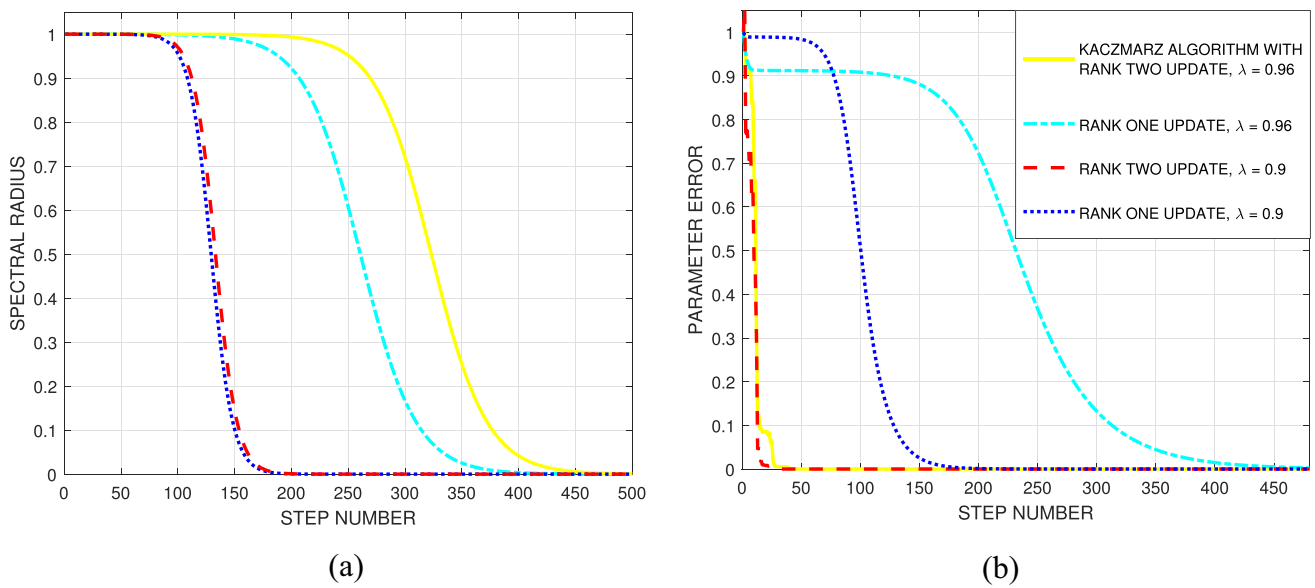 1
0.9
0.8
0.7
0.6
0.5
0.4
0.3
0.2
0.1
0
SPECTRAL RADIUS
0 50 100 150 200 250 300 350 400 450 500
STEP NUMBER
(a)
1
0.9
0.8
0.7
0.6
0.5
0.4
0.3
0.2
0.1
0
PARAMETER ERROR
0 50 100 150 200 250 300 350 400 450
STEP NUMBER
KACZMARZ ALGORITHM WITH
RANK TWO UPDATE, λ = 0.96
RANK ONE UPDATE, λ = 0.96
RANK TWO UPDATE, λ = 0.9
RANK ONE UPDATE, λ = 0.9
(b)